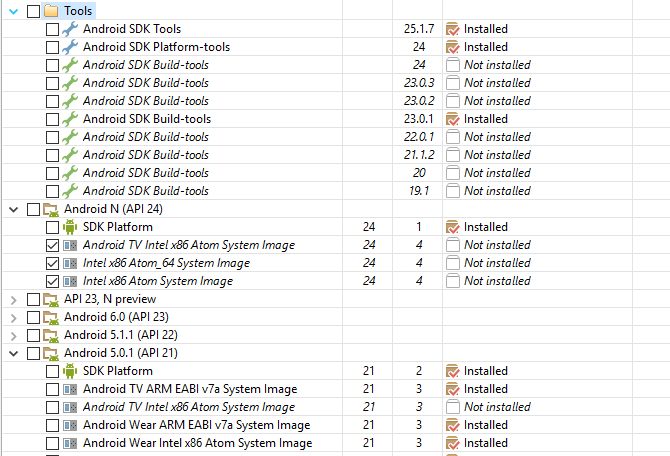 Tools
Android SDK Tools 25.1.7 Installed
Android SDK Platform-tools 24 Installed
Android SDK Build-tools 24 Not installed
Android SDK Build-tools 23.0.3 Not installed
Android SDK Build-tools 23.0.2 Not installed
Android SDK Build-tools 23.0.1 Installed
Android SDK Build-tools 22.0.1 Not installed
Android SDK Build-tools 21.1.2 Not installed
Android SDK Build-tools 20 Not installed
Android SDK Build-tools 19.1 Not installed
Android N (API 24)
SDK Platform 24 1 Installed
Android TV Intel x86 Atom System Image 24 4 Not installed
Intel x86 Atom_64 System Image 24 4 Not installed
Intel x86 Atom System Image 24 4 Not installed
API 23, N preview
Android 6.0 (API 23)
Android 5.1.1 (API 22)
Android 5.0.1 (API 21)
SDK Platform 21 2 Installed
Android TV ARM EABI v7a System Image 21 3 Installed
Android TV Intel x86 Atom System Image 21 3 Not installed
Android Wear ARM EABI v7a System Image 21 3 Installed
Android Wear Intel x86 Atom System Image 21 3 Installed